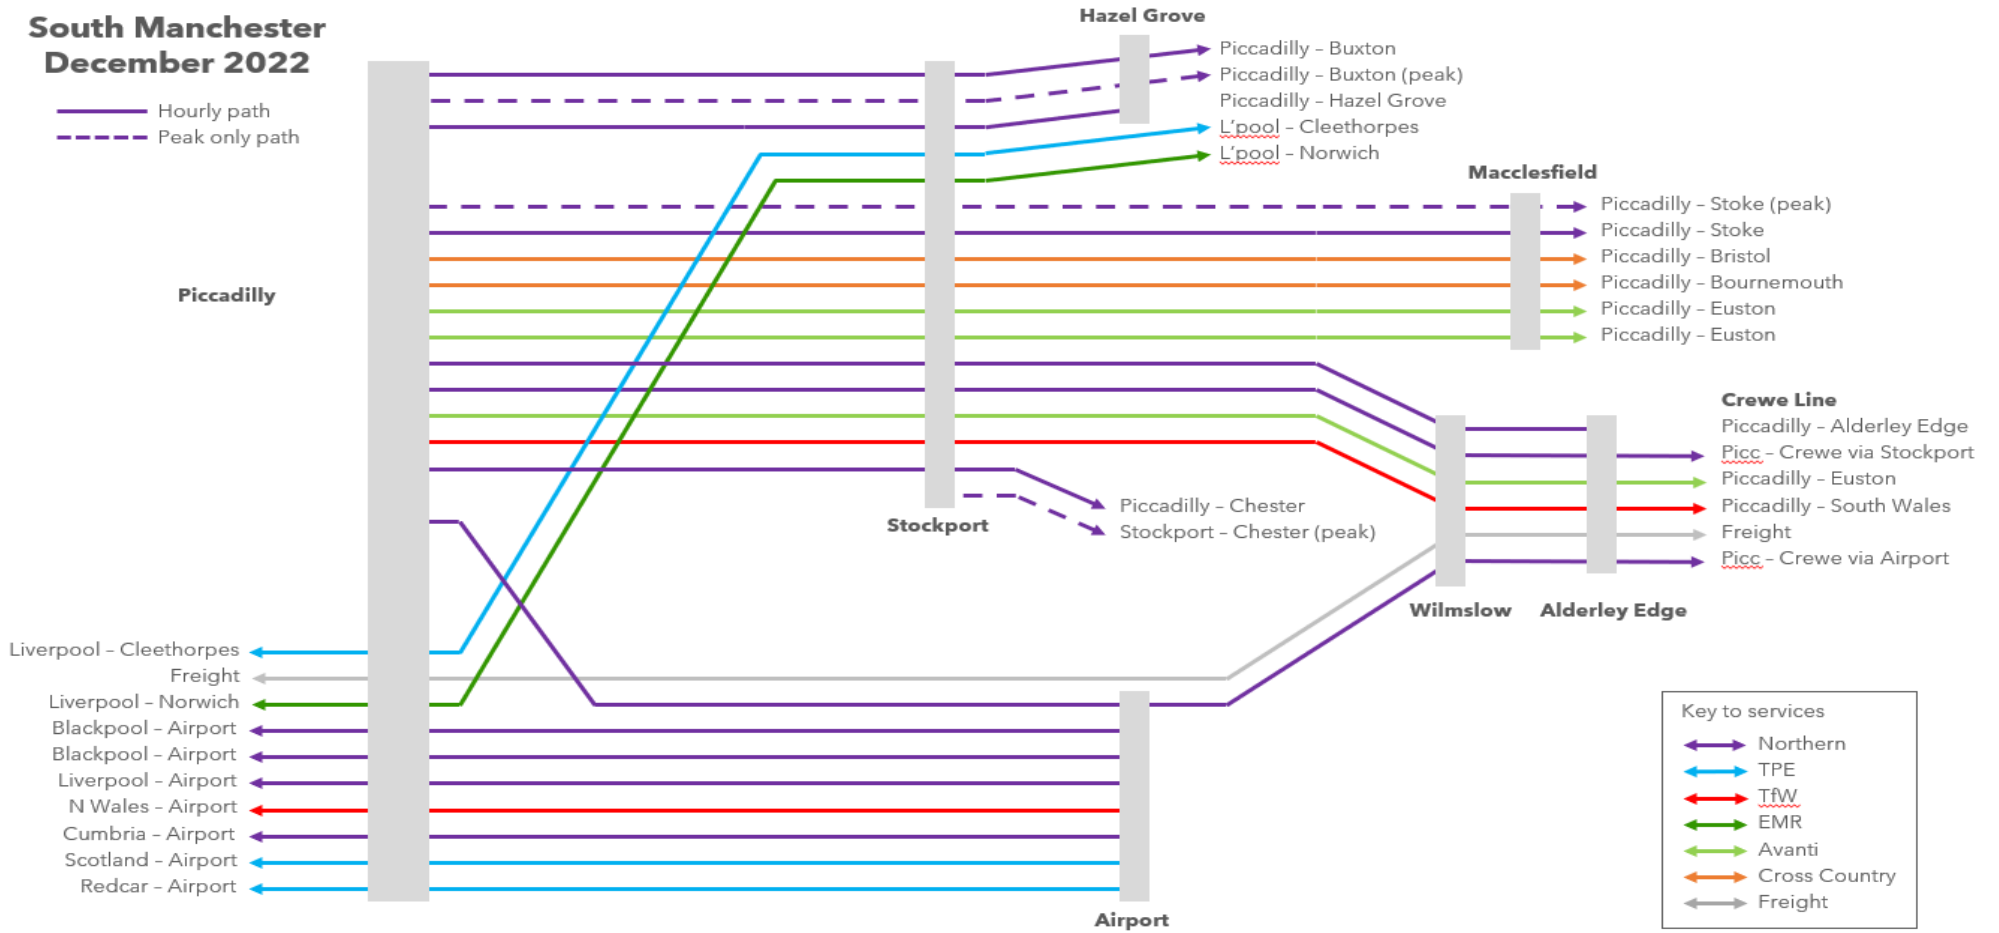 South Manchester
December 2022
Hourly path
Peak only path
Hazel Grove
Piccadilly – Buxton
Piccadilly – Buxton (peak)
Piccadilly – Hazel Grove
L'pool – Cleethorpes
L'pool – Norwich
Macclesfield
Piccadilly – Stoke (peak)
Piccadilly – Stoke
Piccadilly – Bristol
Piccadilly – Bournemouth
Piccadilly – Euston
Piccadilly – Euston
Piccadilly
Crewe Line
Piccadilly – Alderley Edge
Picc – Crewe via Stockport
Piccadilly – Euston
Piccadilly – South Wales
Freight
Picc – Crewe via Airport
Stockport
Piccadilly – Chester
Stockport – Chester (peak)
Wilmslow
Alderley Edge
Liverpool – Cleethorpes
Freight
Liverpool – Norwich
Blackpool – Airport
Blackpool – Airport
Liverpool – Airport
N Wales – Airport
Cumbria – Airport
Scotland – Airport
Redcar – Airport
Airport
Key to services
Northern
TPE
TfW
EMR
Avanti
Cross Country
Freight